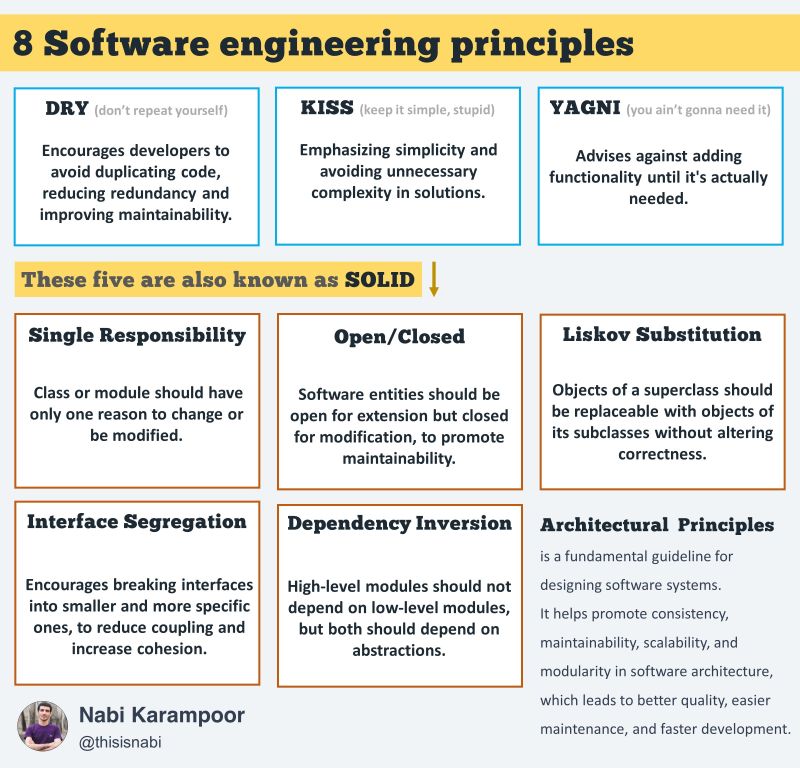 8 Software engineering principles
DRY (don't repeat yourself)
Encourages developers to
avoid duplicating code,
reducing redundancy and
improving maintainability.
KISS (keep it simple, stupid)
Emphasizing simplicity and
avoiding unnecessary
complexity in solutions.
YAGNI (you ain't gonna need it)
Advises against adding
functionality until it's actually
needed.
These five are also known as SOLID
Single Responsibility
Class or module should have
only one reason to change or
be modified.
Open/Closed
Software entities should be
open for extension but closed
for modification, to promote
maintainability.
Liskov Substitution
Objects of a superclass should
be replaceable with objects of
its subclasses without altering
correctness.
Interface Segregation
Encourages breaking interfaces
into smaller and more specific
ones, to reduce coupling and
increase cohesion.
Dependency Inversion
High-level modules should not
depend on low-level modules,
but both should depend on
abstractions.
Architectural Principles
is a fundamental guideline for
designing software systems.
It helps promote consistency,
maintainability, scalability, and
modularity in software architecture,
which leads to better quality, easier
maintenance, and faster development.
Nabi Karampoor
@thisisnabi